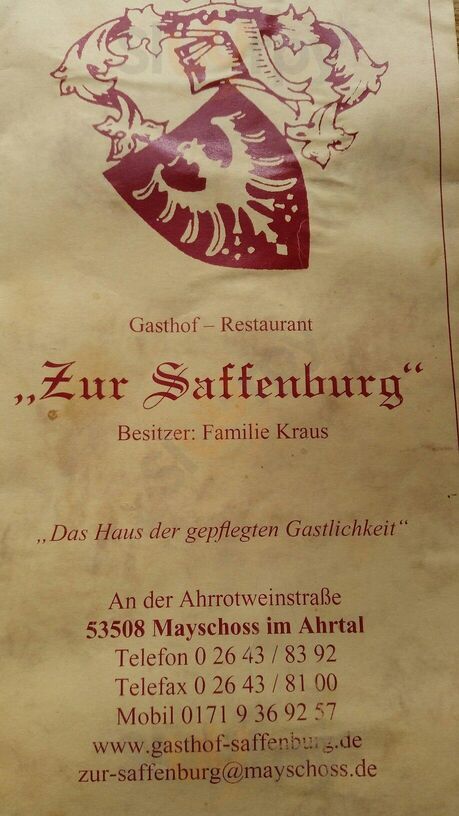 Gasthof – Restaurant
„Zur Saffenburg“
Besitzer: Familie Kraus
„Das Haus der gepflegten Gastlichkeit“
An der Ahrrotweinstraße
53508 Mayschoss im Ahrtal
Telefon 0 26 43 / 83 92
Telefax 0 26 43 / 81 00
Mobil 0171 9 36 92 57
www.gasthof-saffenburg.de
zur-saffenburg@mayschoss.de